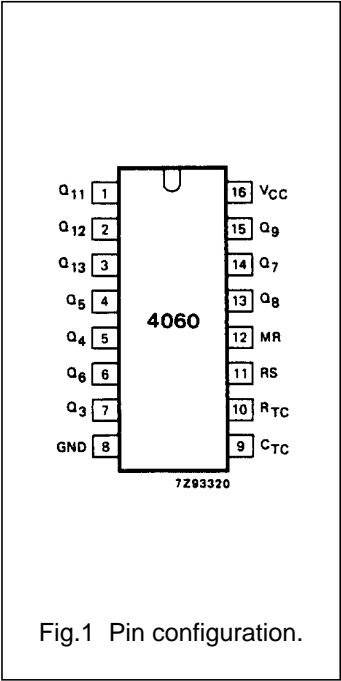 Q11 1 16 VCC
Q12 2 15 Q9
Q13 3 14 Q7
Q5 4 13 Q8
4060
Q4 5 12 MR
Q6 6 11 RS
Q3 7 10 RTC
GND 8 9 CTC
7Z93320
Fig.1 Pin configuration.